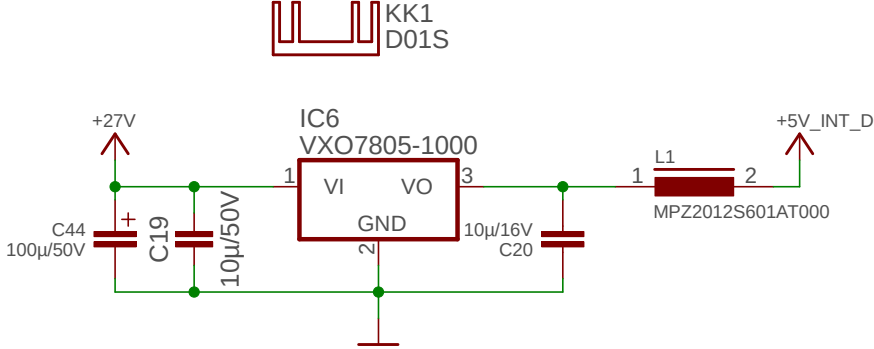 KK1
D01S
+27V
IC6
VXO7805-1000
+5V_INT_D
L1
1
VI
VO
3
1
2
MPZ2012S601AT000
C44
100µ/50V
+
C19
10µ/50V
GND
2
10µ/16V
C20